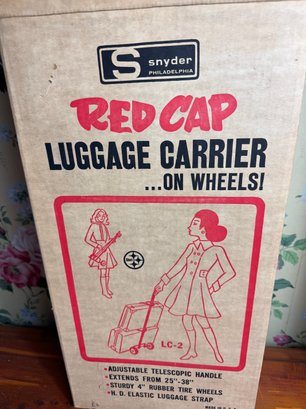 S snyder
PHILADELPHIA
RED CAP
LUGGAGE CARRIER
...ON WHEELS!
LC-2
• ADJUSTABLE TELESCOPIC HANDLE
• EXTENDS FROM 25"-38"
• STURDY 4" RUBBER TIRE WHEELS
• H. D. ELASTIC LUGGAGE STRAP